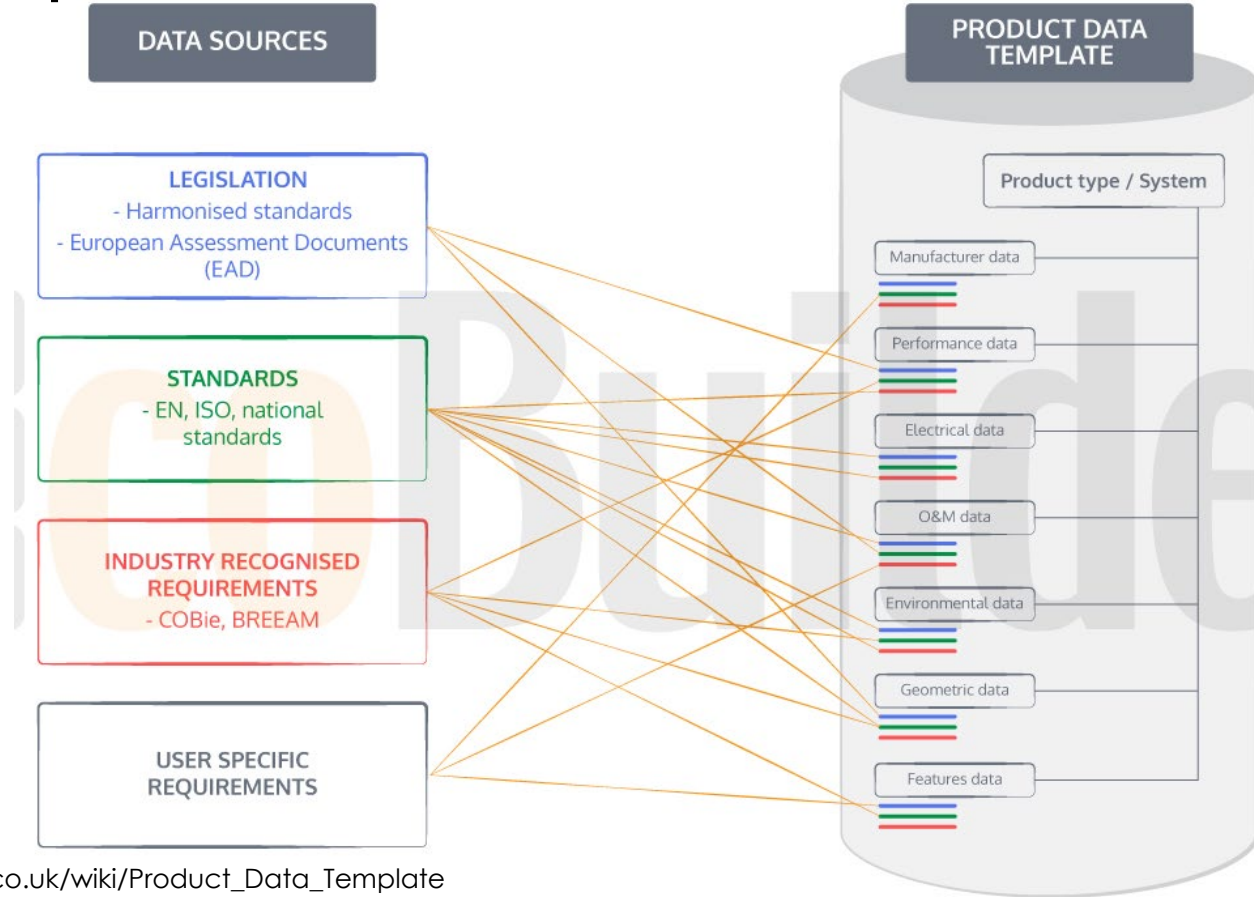 DATA SOURCES
PRODUCT DATA
TEMPLATE
LEGISLATION
- Harmonised standards
- European Assessment Documents
(EAD)
STANDARDS
- EN, ISO, national
standards
INDUSTRY RECOGNISED
REQUIREMENTS
- COBie, BREEAM
USER SPECIFIC
REQUIREMENTS
Product type / System
Manufacturer data
Performance data
Electrical data
O&M data
Environmental data
Geometric data
Features data
coBuilde
co.uk/wiki/Product_Data_Template